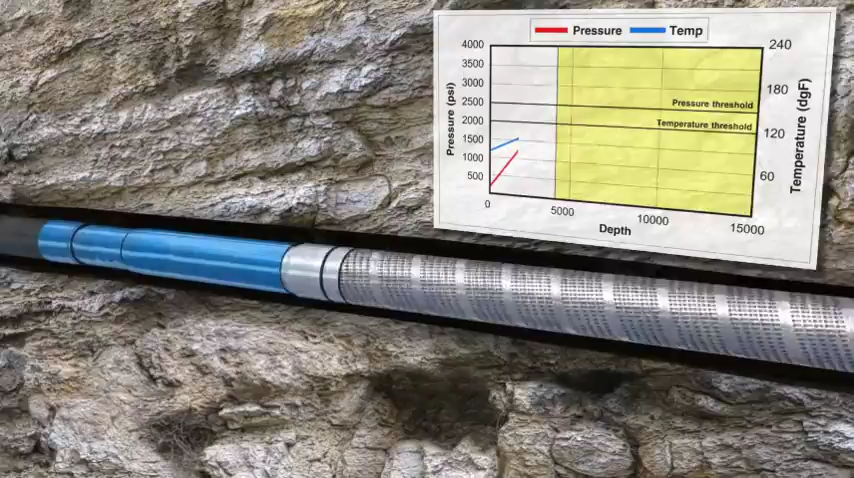 Pressure Temp
4000
3500
3000
2500
2000
1500
1000
500
Pressure (psi)
240
180
120
60
Temperature (dgF)
Pressure threshold
Temperature threshold
0
5000
10000
15000
Depth